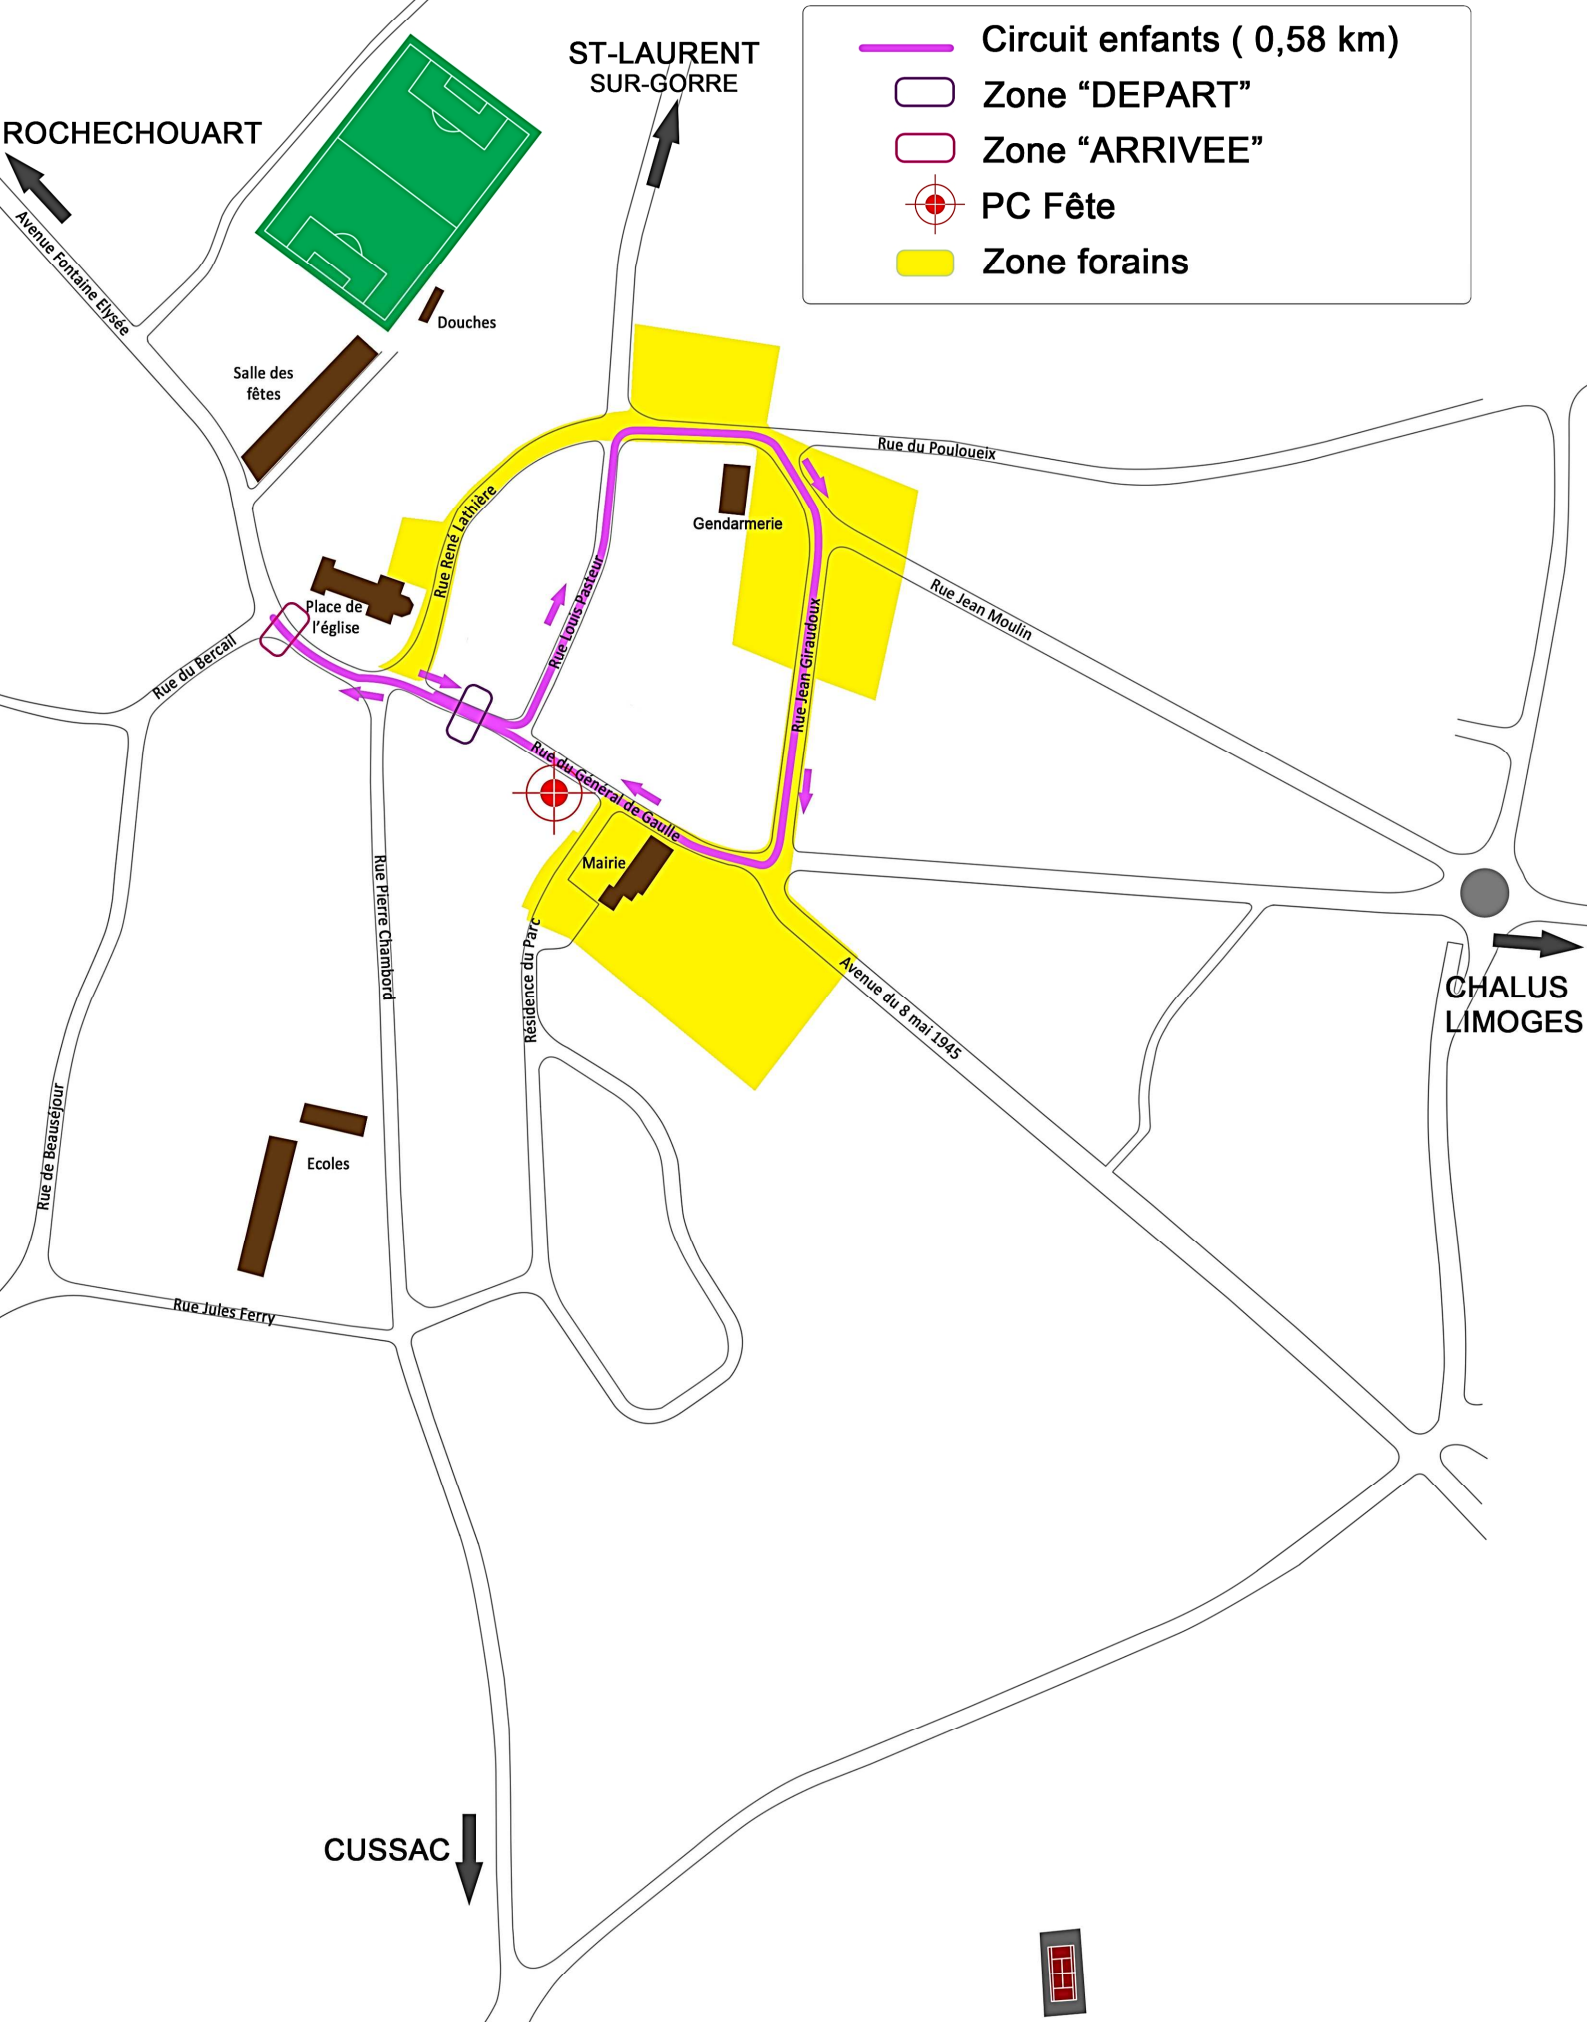 Circuit enfants ( 0,58 km)
Zone “DEPART”
Zone “ARRIVEE”
PC Fête
Zone forains
ST-LAURENT
SUR-GORRE
ROCHECHOUART
Avenue Fontaine Elysée
Douches
Salle des
fêtes
Rue du Pouloueix
Rue René Lathière
Gendarmerie
Place de
l'église
Rue Louis Pasteur
Rue Jean Moulin
Rue du Bercail
Rue Jean Giraudoux
Rue du Général de Gaulle
Mairie
Rue Pierre Chambord
Résidence du Parc
Avenue du 8 mai 1945
CHALUS
LIMOGES
Rue de Beauséjour
Ecoles
Rue Jules Ferry
CUSSAC